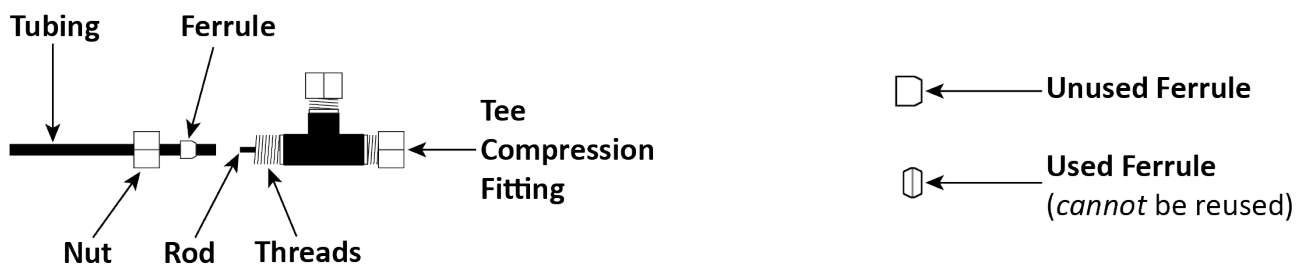 Tubing
Ferrule
Tee
Compression
Fitting
Nut
Rod
Threads
Unused Ferrule
Used Ferrule
(cannot be reused)